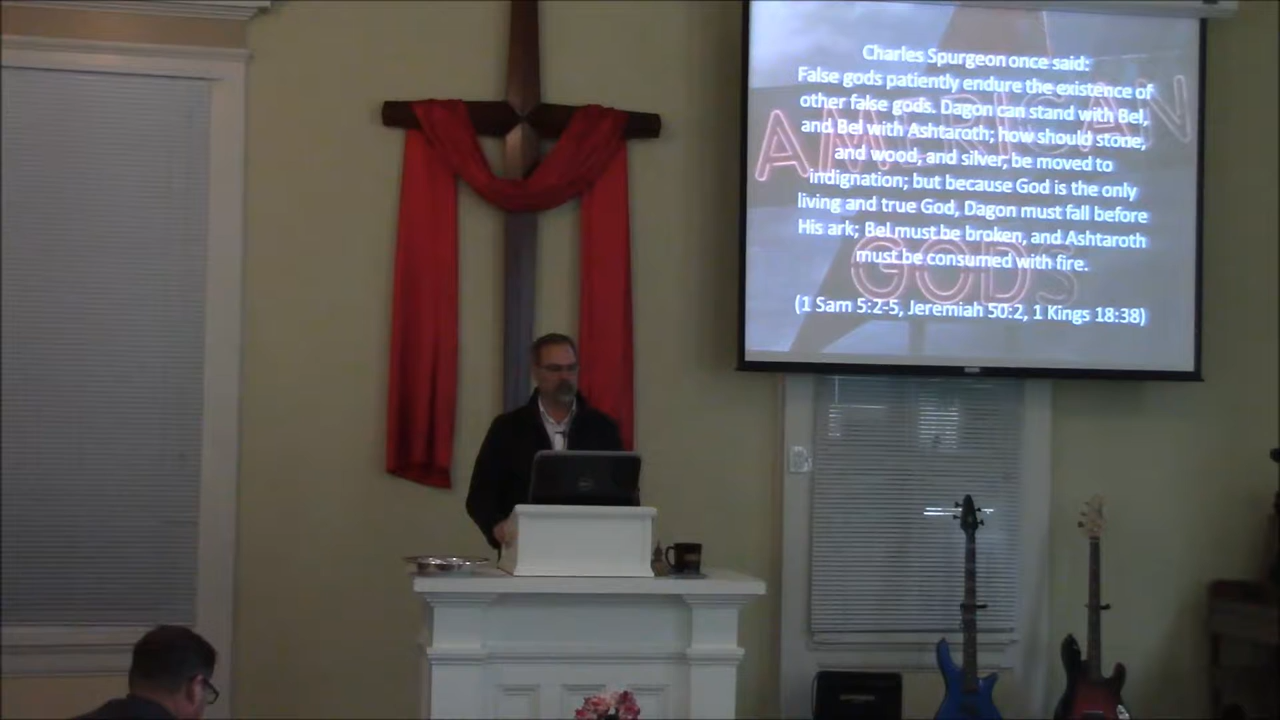 Charles Spurgeon once said:
False gods patiently endure the existence of
other false gods. Dagon can stand with Bel,
and Bel with Ashtaroth; how should stone,
and wood, and silver, be moved to
indignation; but because God is the only
living and true God, Dagon must fall before
His ark; Bel must be broken, and Ashtaroth
must be consumed with fire.
(1 Sam 5:2-5, Jeremiah 50:2, 1 Kings 18:38)
AMERICAN
GODS